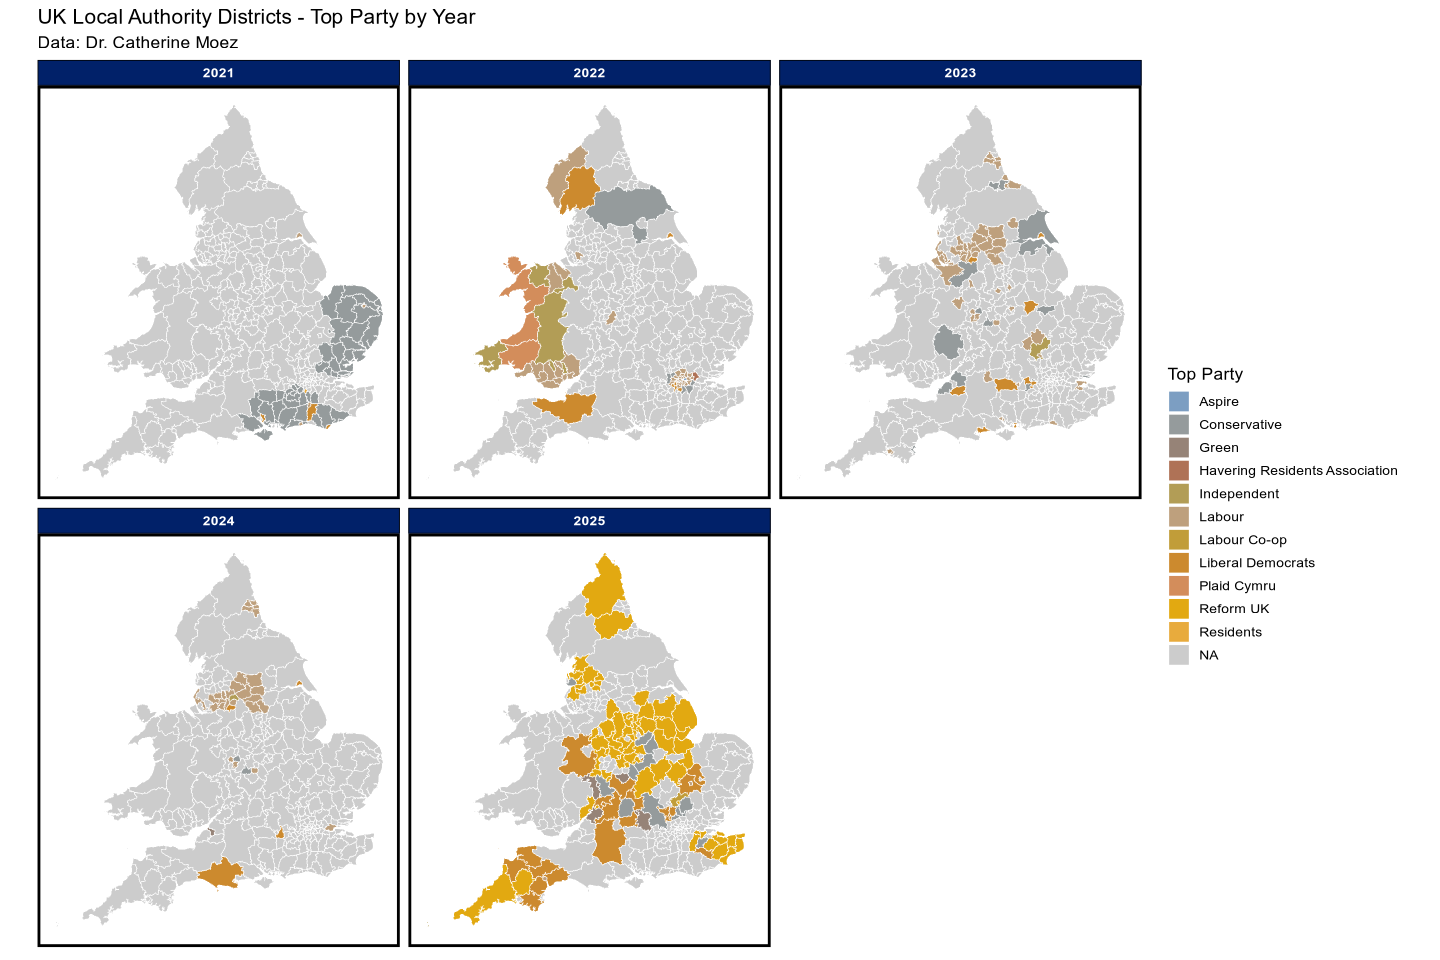 UK Local Authority Districts - Top Party by Year
Data: Dr. Catherine Moez
2021
2022
2023
2024
2025
Top Party
Aspire
Conservative
Green
Havering Residents Association
Independent
Labour
Labour Co-op
Liberal Democrats
Plaid Cymru
Reform UK
Residents
NA